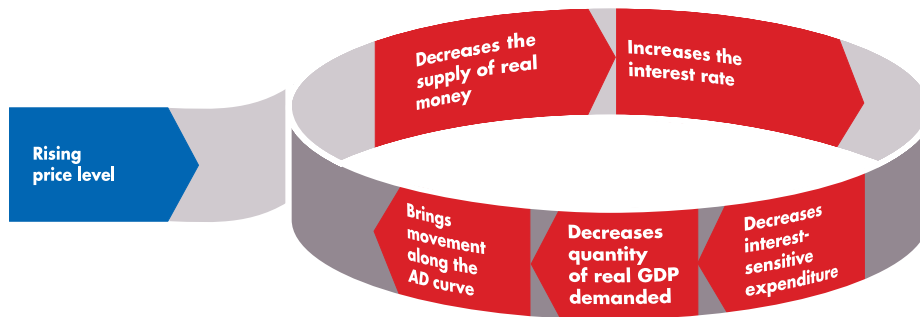 Rising
price level
Decreases the
supply of real
money
Increases the
interest rate
Decreases
interest-
sensitive
expenditure
Decreases
quantity
of real GDP
demanded
Brings
movement
along the
AD curve